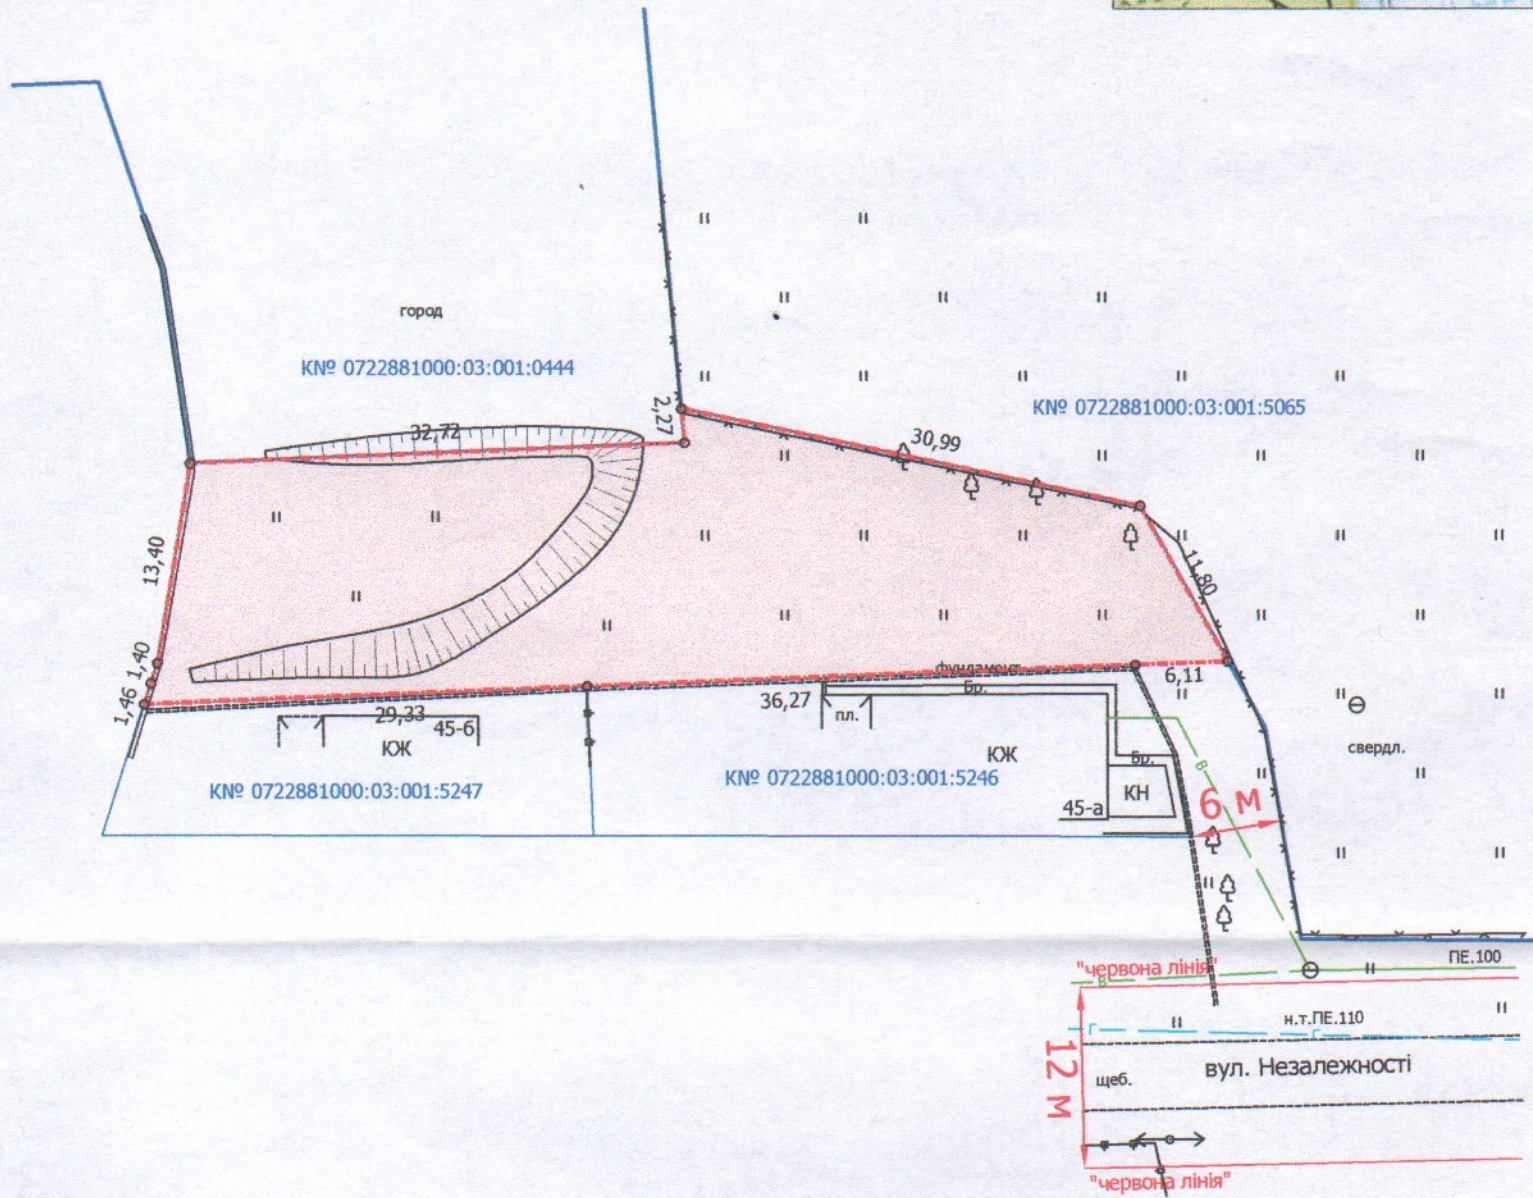 город
К№ 0722881000:03:001:0444
К№ 0722881000:03:001:5065
32,72
2,27
30,99
13,40
11,80
1,40
1,46
фундамент
Бр.
6,11
36,27
пл.
29,33
45-б
КЖ
КЖ
свердл.
К№ 0722881000:03:001:5247
К№ 0722881000:03:001:5246
Бр.
КН
45-а
В
6 м
"червона лінія"
В
ПЕ.100
н.т.ПЕ.110
Г
Г
12 м
щеб.
вул. Незалежності
"червона лінія"